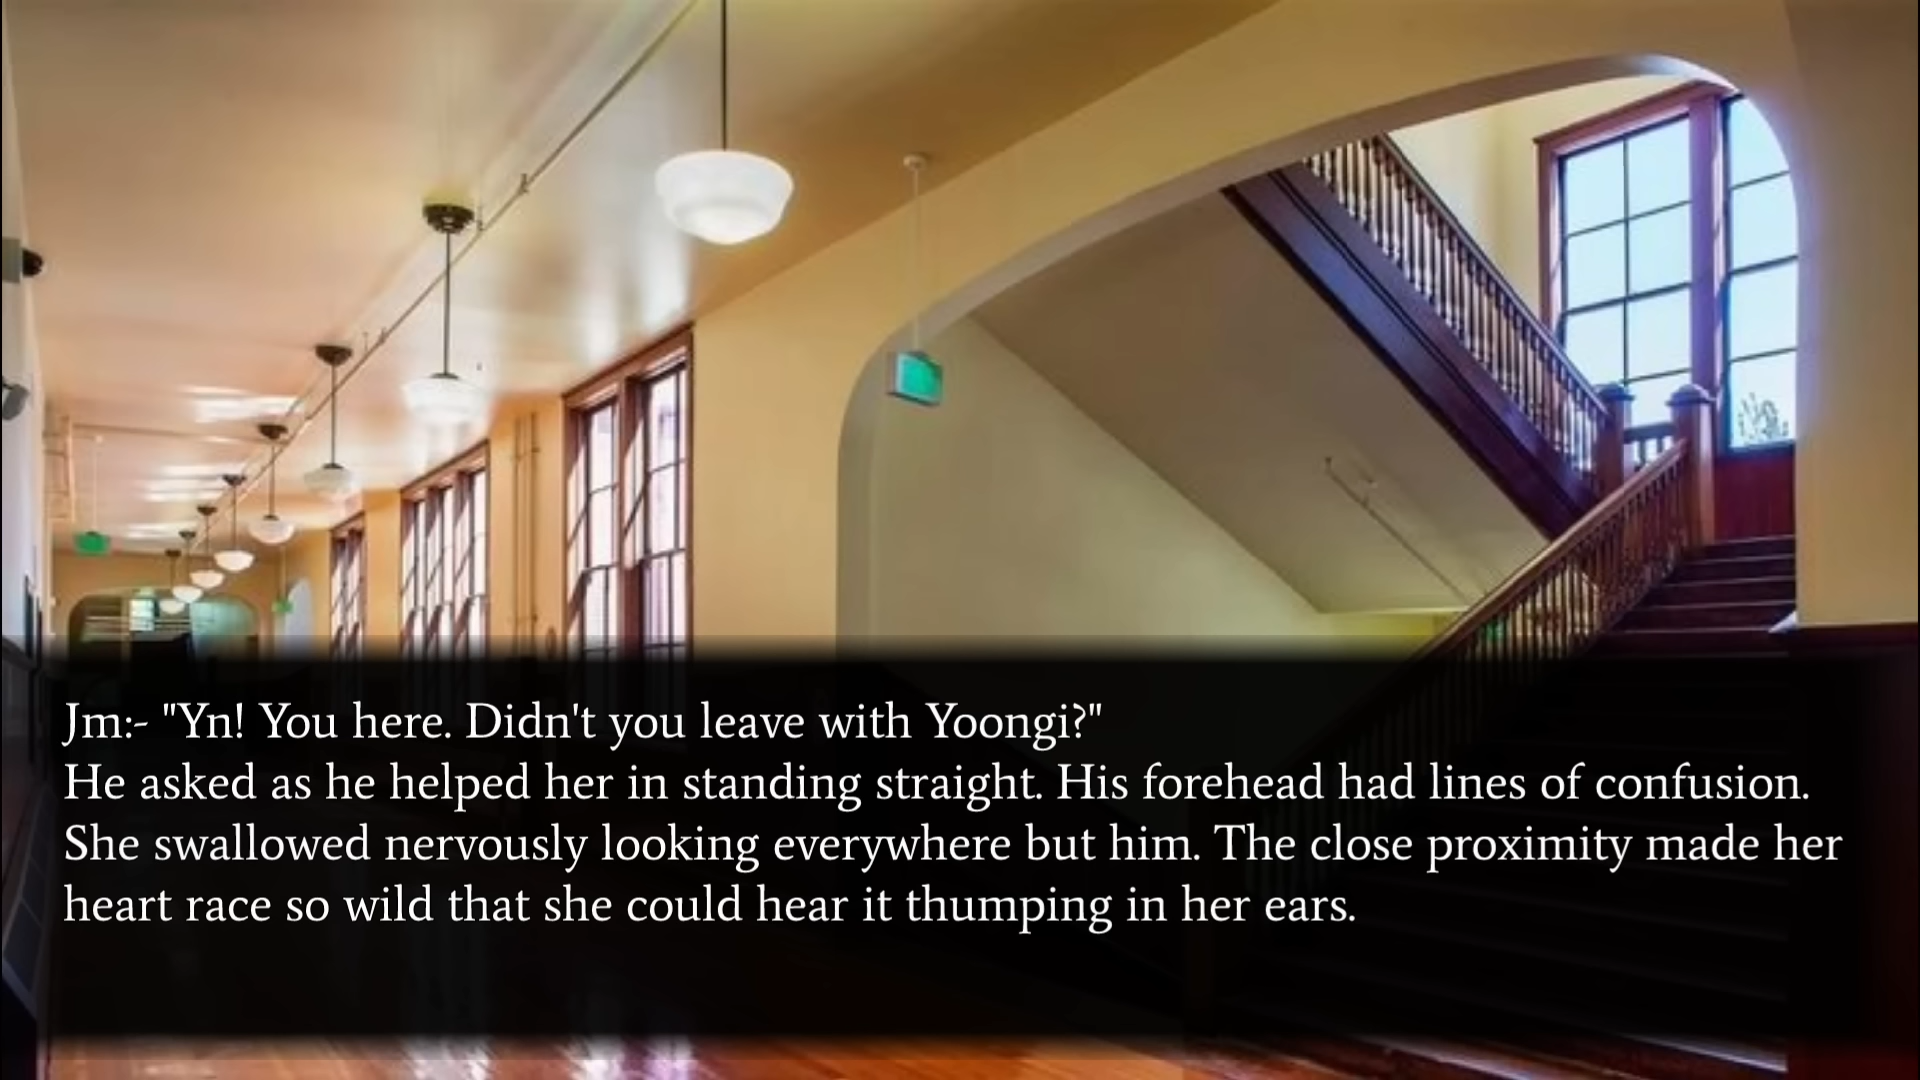 Jm:- "Yn! You here. Didn't you leave with Yoongi?"
He asked as he helped her in standing straight. His forehead had lines of confusion.
She swallowed nervously looking everywhere but him. The close proximity made her
heart race so wild that she could hear it thumping in her ears.